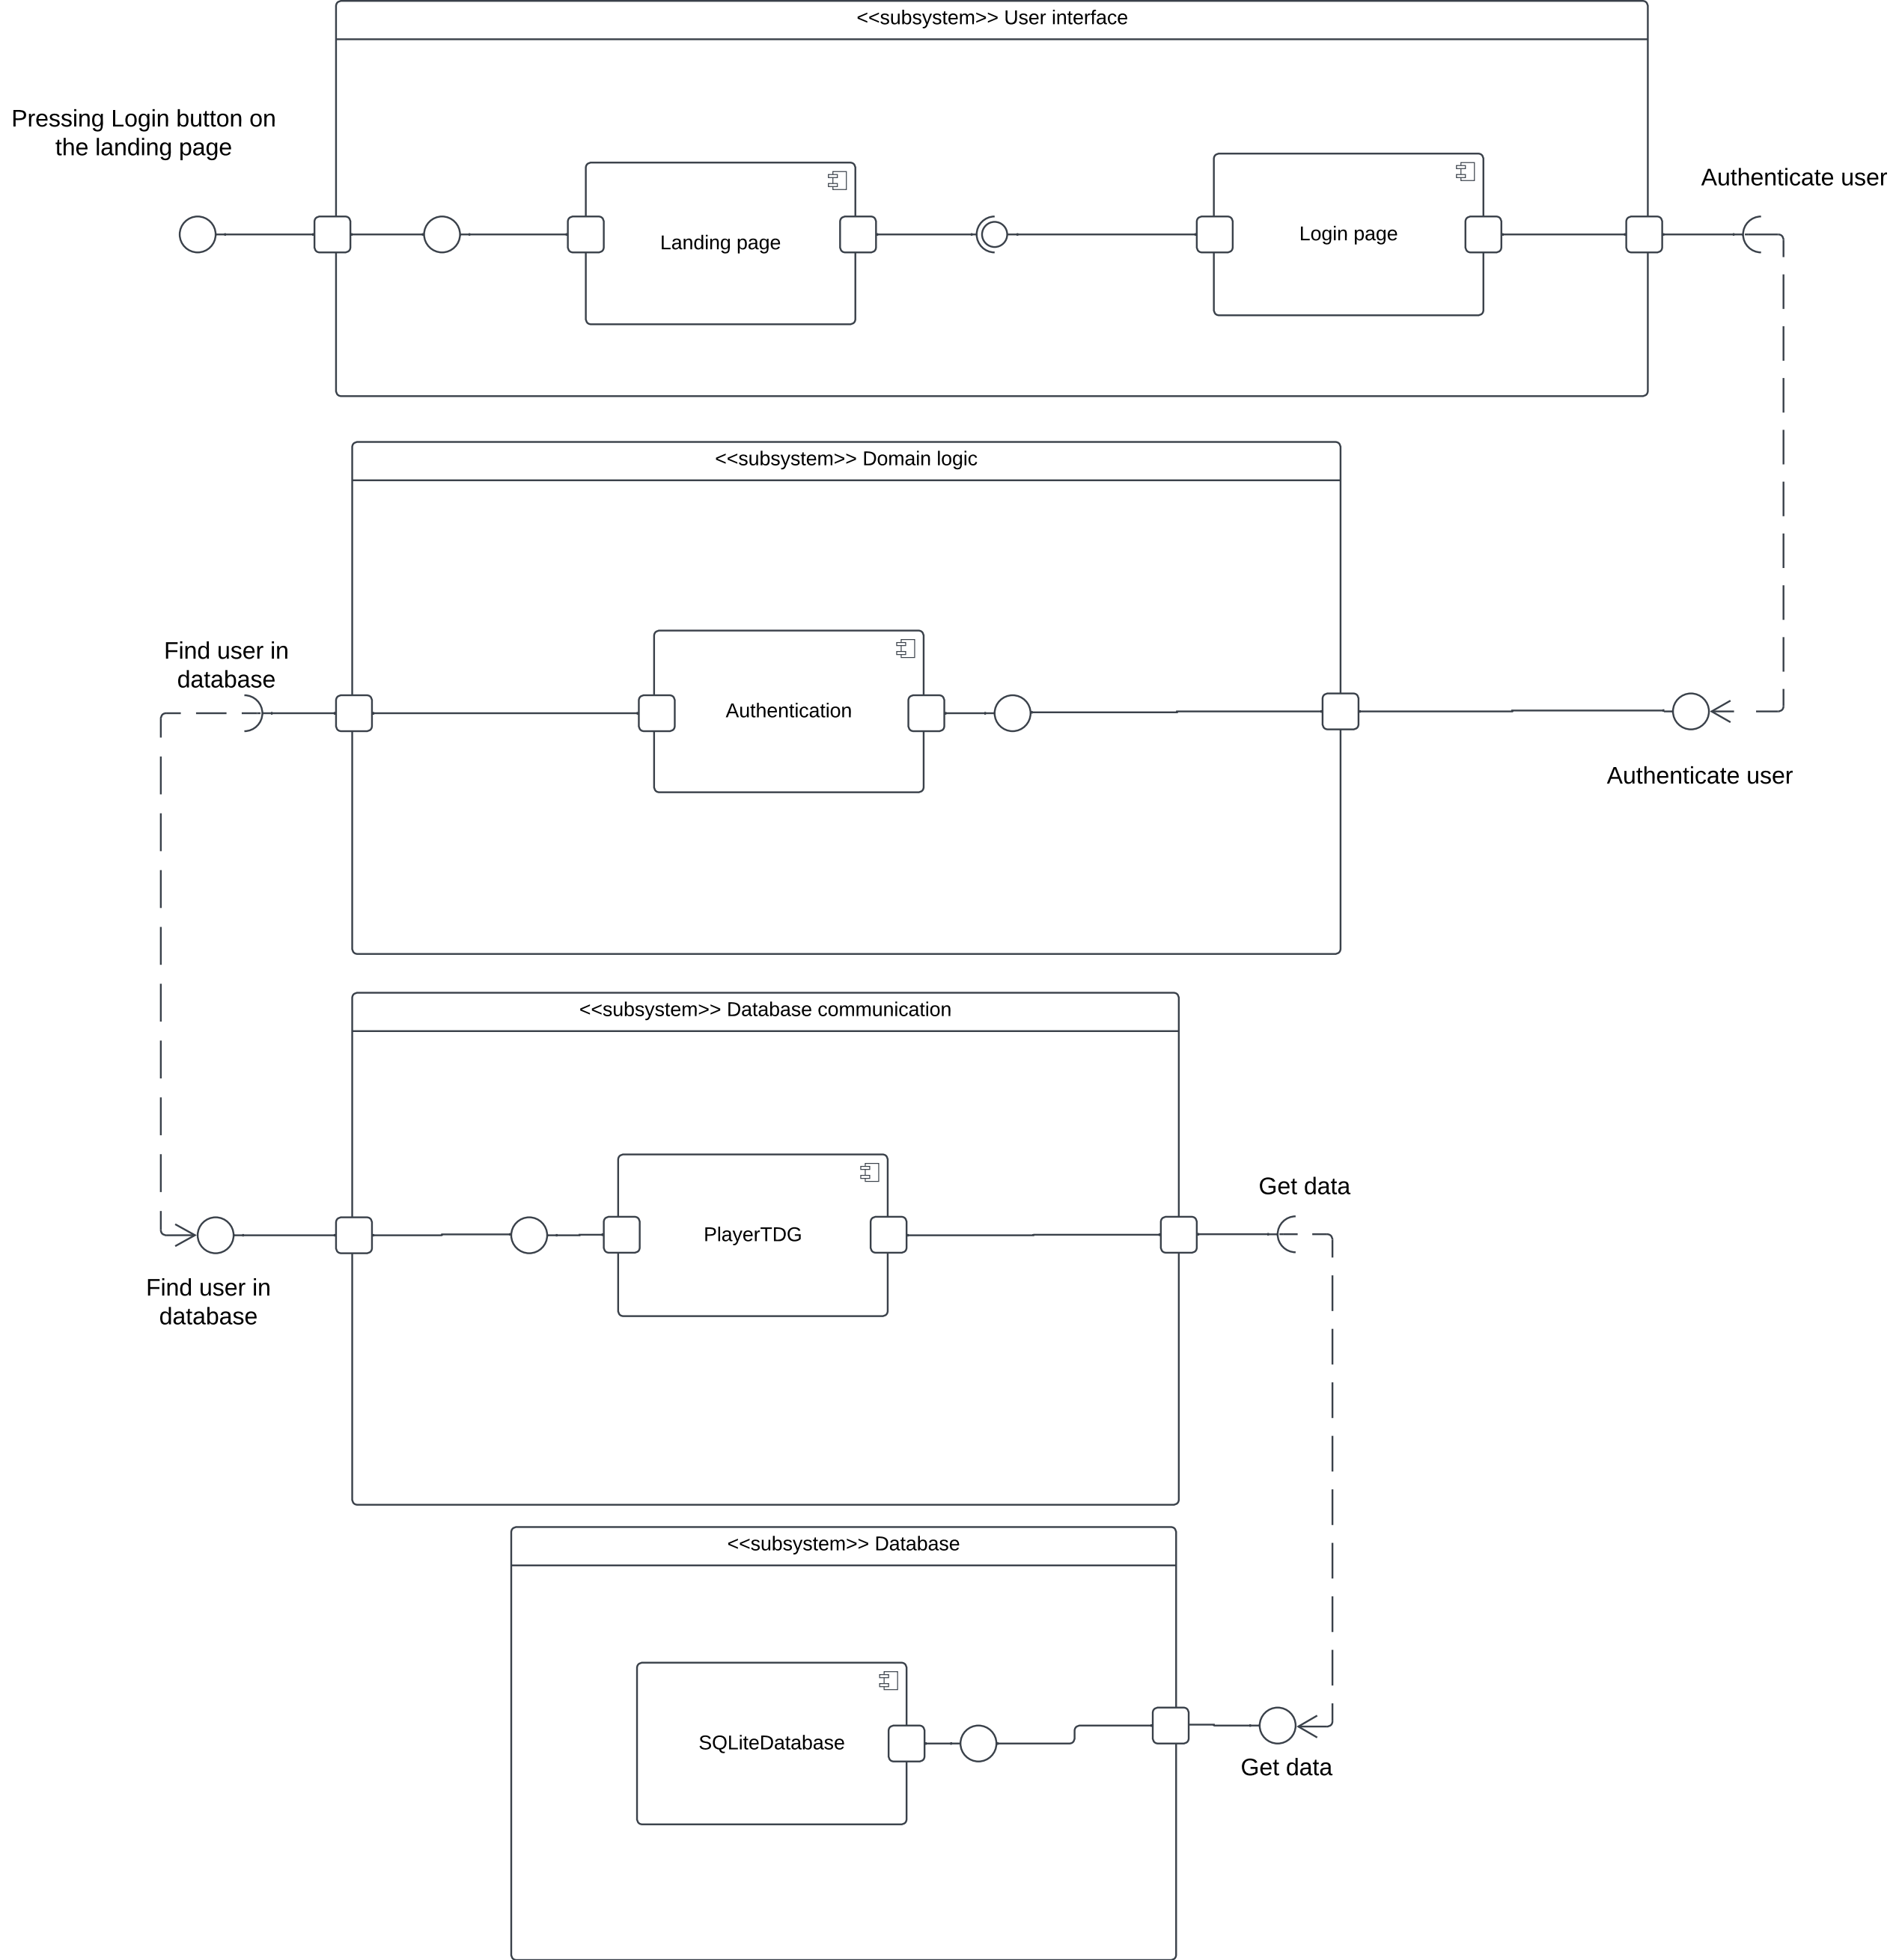 <<subsystem>> User interface
Pressing Login button on
the landing page
Authenticate user
Landing page
Login page
<<subsystem>> Domain logic
Find user in
database
Authentication
Authenticate user
<<subsystem>> Database communication
Get data
PlayerTDG
Find user in
database
<<subsystem>> Database
SQLiteDatabase
Get data